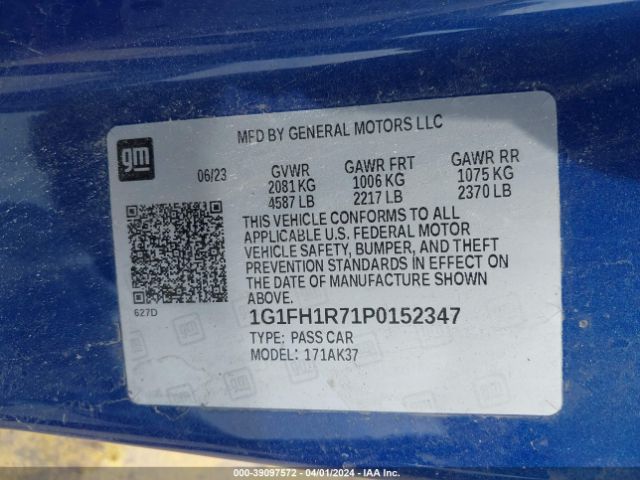 MFD BY GENERAL MOTORS LLC
gm
06/23
GVWR GAWR FRT GAWR RR
2081 KG 1006 KG 1075 KG
4587 LB 2217 LB 2370 LB
THIS VEHICLE CONFORMS TO ALL
APPLICABLE U.S. FEDERAL MOTOR
VEHICLE SAFETY, BUMPER, AND THEFT
PREVENTION STANDARDS IN EFFECT ON
THE DATE OF MANUFACTURE SHOWN
ABOVE.
627D
1G1FH1R71P0152347
TYPE: PASS CAR
MODEL: 171AK37
000-39097572 - 04/01/2024 - IAA Inc.